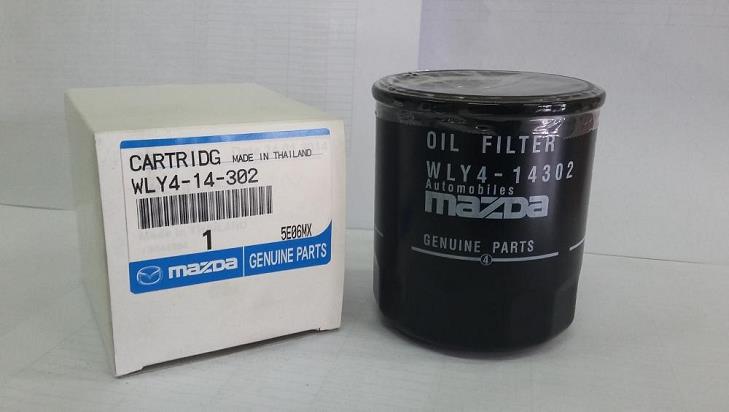 CARTRIDG MADE IN THAILAND
WLY4-14-302
1 5E06MX
mazda GENUINE PARTS
OIL FILTER
WLY4-14302
Automobiles
mazda
GENUINE PARTS
4